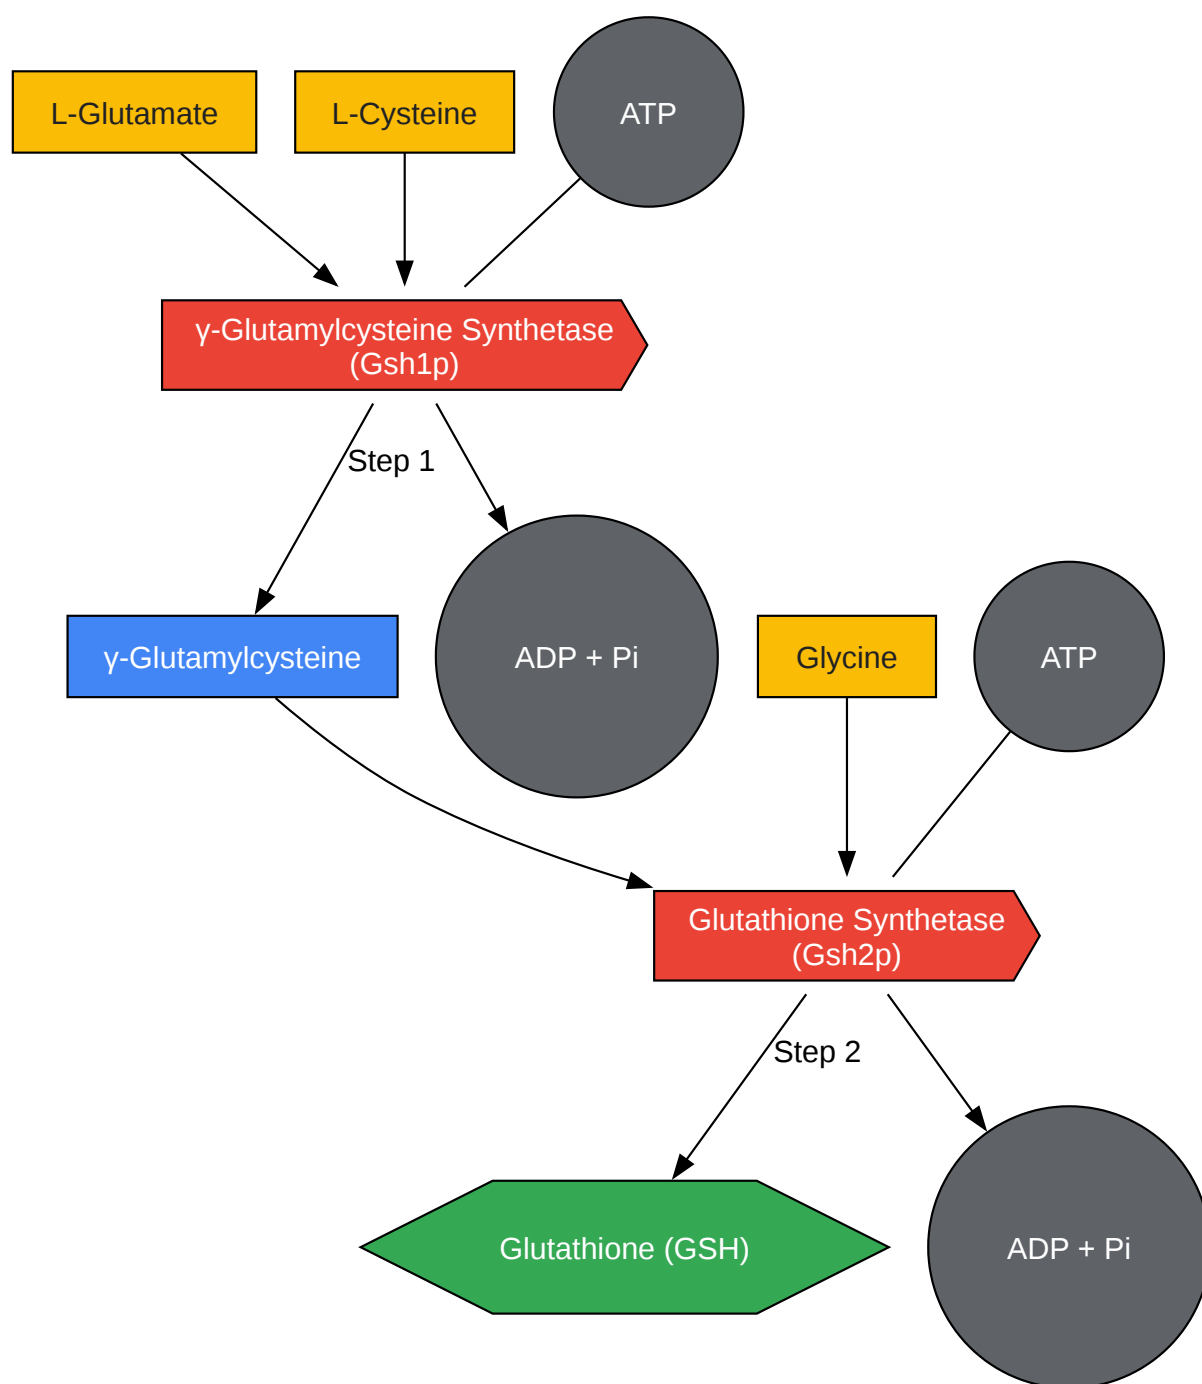 L-Glutamate
L-Cysteine
ATP
γ-Glutamylcysteine Synthetase
(Gsh1p)
Step 1
γ-Glutamylcysteine
ADP + Pi
Glycine
ATP
Glutathione Synthetase
(Gsh2p)
Step 2
Glutathione (GSH)
ADP + Pi